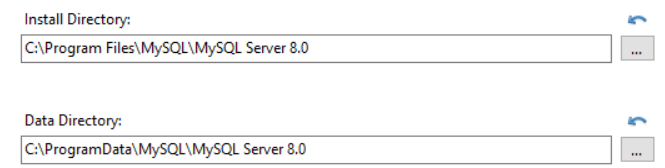 Install Directory:
C:\Program Files\MySQL\MySQL Server 8.0
...
Data Directory:
C:\ProgramData\MySQL\MySQL Server 8.0
...